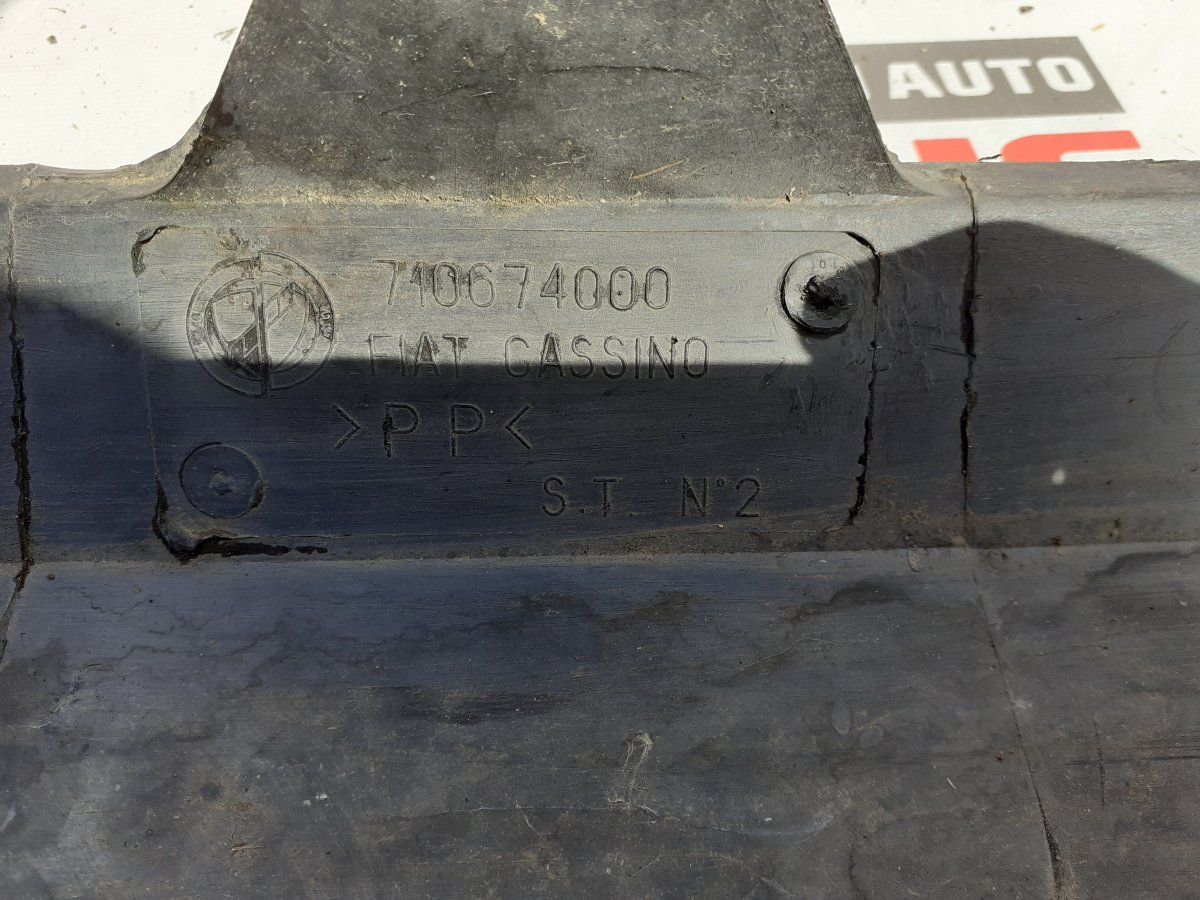 AUTO
710674000
FIAT CASSINO
>PP<
S.T. N°2